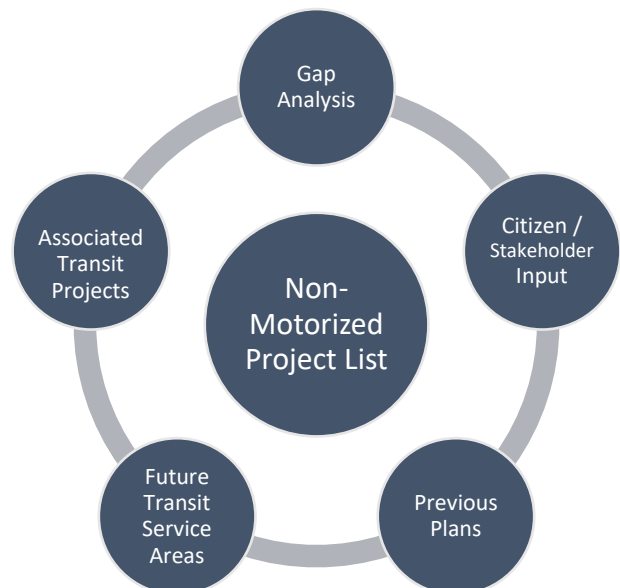 Gap
Analysis
Citizen /
Stakeholder
Input
Previous
Plans
Future
Transit
Service
Areas
Associated
Transit
Projects
Non-
Motorized
Project List